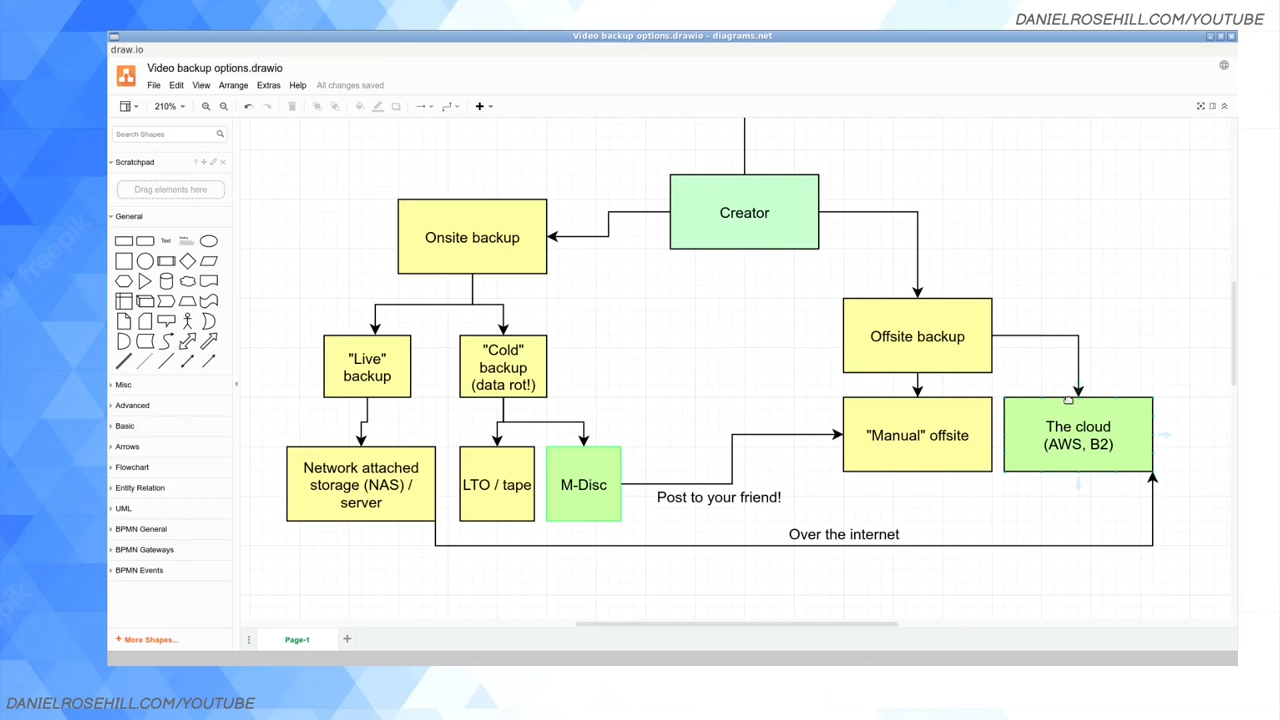 DANIELROSEHILL.COM/YOUTUBE
Video backup options.drawio - diagrams.net
draw.io
Video backup options.drawio
File Edit View Arrange Extras Help All changes saved
210%
Search Shapes
Scratchpad
Drag elements here
General
Text
Misc
Advanced
Basic
Arrows
Flowchart
Entity Relation
UML
BPMN General
BPMN Gateways
BPMN Events
+ More Shapes...
Creator
Onsite backup
Offsite backup
"Live"
backup
"Cold"
backup
(data rot!)
"Manual" offsite
The cloud
(AWS, B2)
Network attached
storage (NAS) /
server
LTO / tape
M-Disc
Post to your friend!
Over the internet
Page-1
DANIELROSEHILL.COM/YOUTUBE